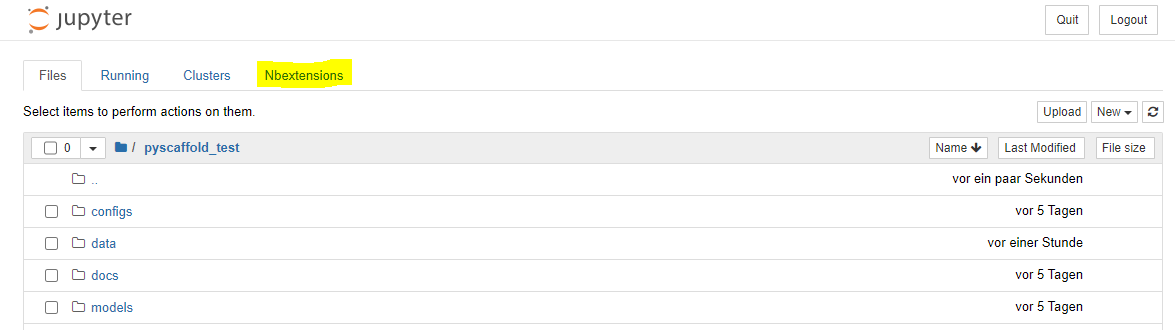 jupyter Quit Logout
Files Running Clusters Nbextensions
Select items to perform actions on them. Upload New
0 / pyscaffold_test Name Last Modified File size
.. vor ein paar Sekunden
configs vor 5 Tagen
data vor einer Stunde
docs vor 5 Tagen
models vor 5 Tagen